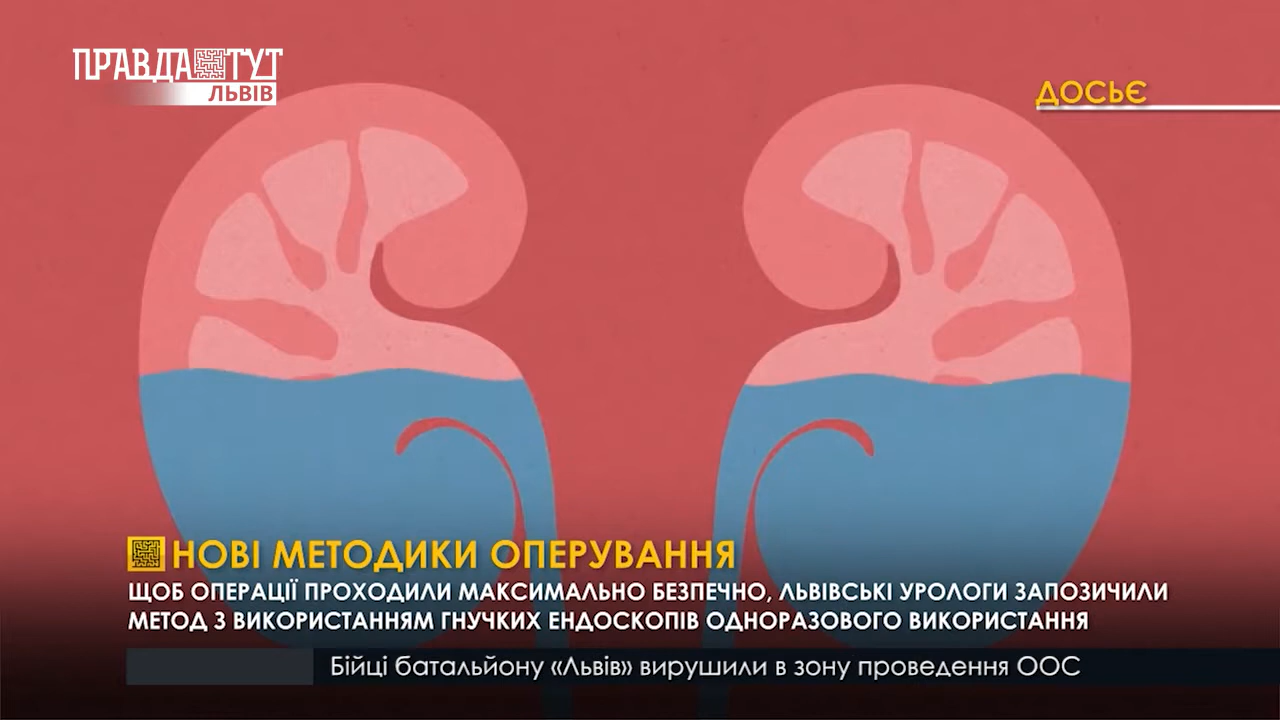 ПРАВДА ТУТ
ЛЬВІВ
ДОСЬЄ
НОВІ МЕТОДИКИ ОПЕРУВАННЯ
ЩОБ ОПЕРАЦІЇ ПРОХОДИЛИ МАКСИМАЛЬНО БЕЗПЕЧНО, ЛЬВІВСЬКІ УРОЛОГИ ЗАПОЗИЧИЛИ
МЕТОД З ВИКОРИСТАННЯМ ГНУЧКИХ ЕНДОСКОПІВ ОДНОРАЗОВОГО ВИКОРИСТАННЯ
Бійці батальйону «Львів» вирушили в зону проведення ООС